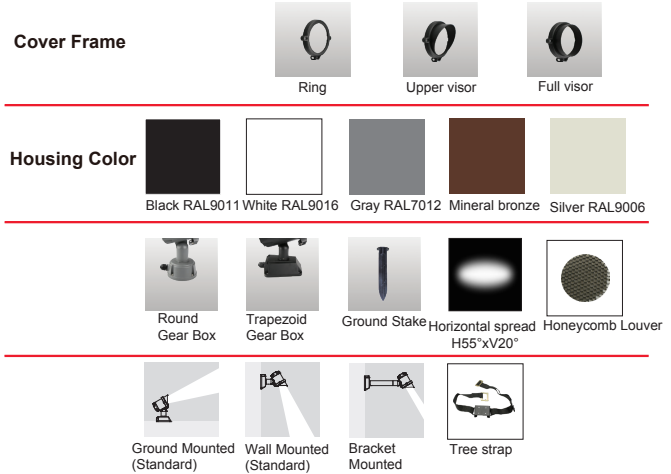 Cover Frame
Ring
Upper visor
Full visor
Housing Color
Black RAL9011
White RAL9016
Gray RAL7012
Mineral bronze
Silver RAL9006
Round
Gear Box
Trapezoid
Gear Box
Ground Stake
Horizontal spread
H55°xV20°
Honeycomb Louver
Ground Mounted
(Standard)
Wall Mounted
(Standard)
Bracket
Mounted
Tree strap